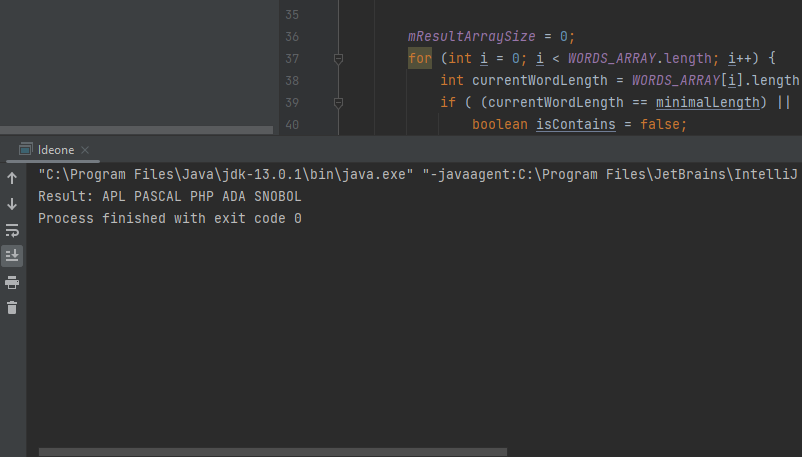 35
36 mResultArraySize = 0;
37 for (int i = 0; i < WORDS_ARRAY.length; i++) {
38 int currentWordLength = WORDS_ARRAY[i].length
39 if ( (currentWordLength == minimalLength) ||
40 boolean isContains = false;
Ideone
"C:\Program Files\Java\jdk-13.0.1\bin\java.exe" "-javaagent:C:\Program Files\JetBrains\IntelliJ
Result: APL PASCAL PHP ADA SNOBOL
Process finished with exit code 0